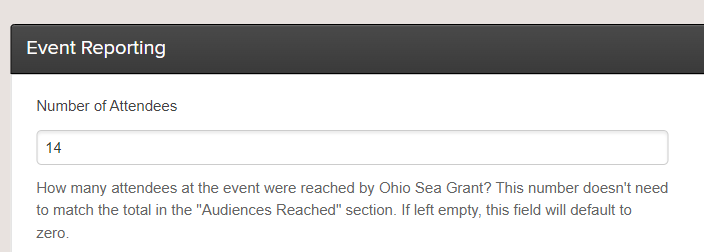 Event Reporting
Number of Attendees
14
How many attendees at the event were reached by Ohio Sea Grant? This number doesn't need
to match the total in the "Audiences Reached" section. If left empty, this field will default to
zero.